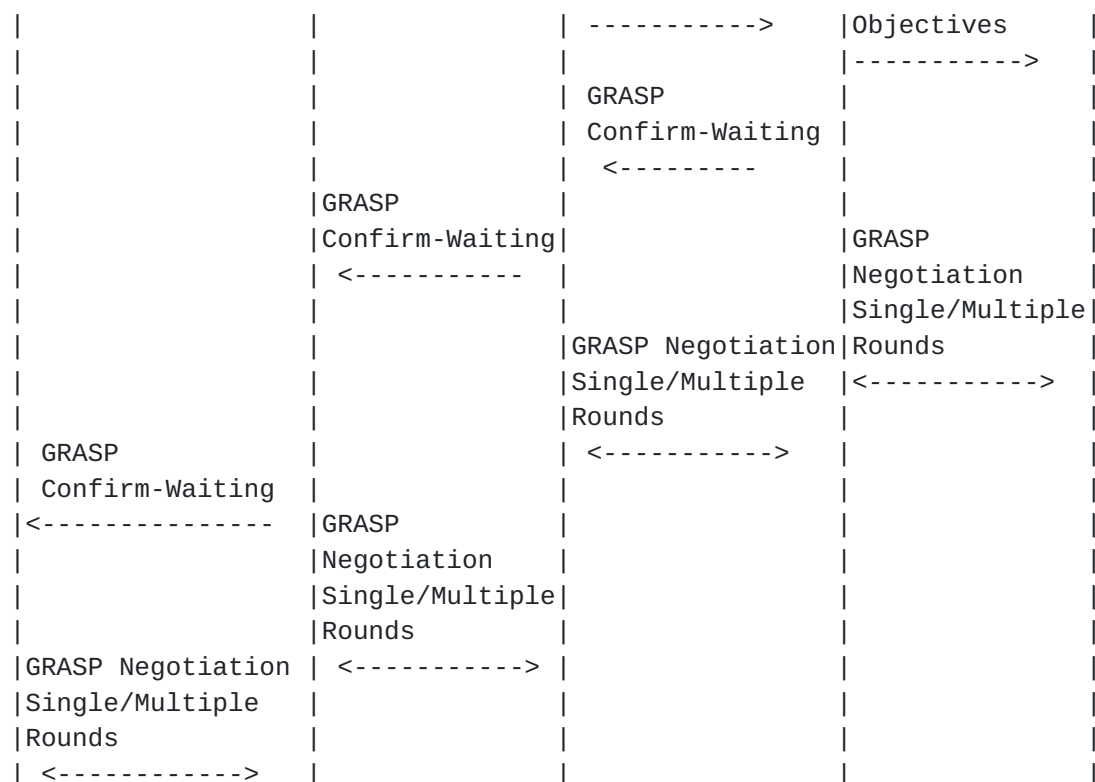 |                  |               | ----------->    |Objectives     |
|                  |               |                 |----------->   |
|                  |               | GRASP           |               |
|                  |               | Confirm-Waiting |               |
|                  |               |  <---------     |               |
|                  |GRASP          |                 |               |
|                  |Confirm-Waiting|                 |GRASP          |
|                  | <-----------  |                 |Negotiation    |
|                  |               |                 |Single/Multiple|
|                  |               |GRASP Negotiation|Rounds         |
|                  |               |Single/Multiple  |<----------->  |
|                  |               |Rounds           |               |
| GRASP            |               | <----------->   |               |
| Confirm-Waiting  |               |                 |               |
|<---------------  |GRASP          |                 |               |
|                  |Negotiation    |                 |               |
|                  |Single/Multiple|                 |               |
|                  |Rounds         |                 |               |
|GRASP Negotiation | <-----------> |                 |               |
|Single/Multiple   |               |                 |               |
|Rounds            |               |                 |               |
| <------------>   |               |                 |               |